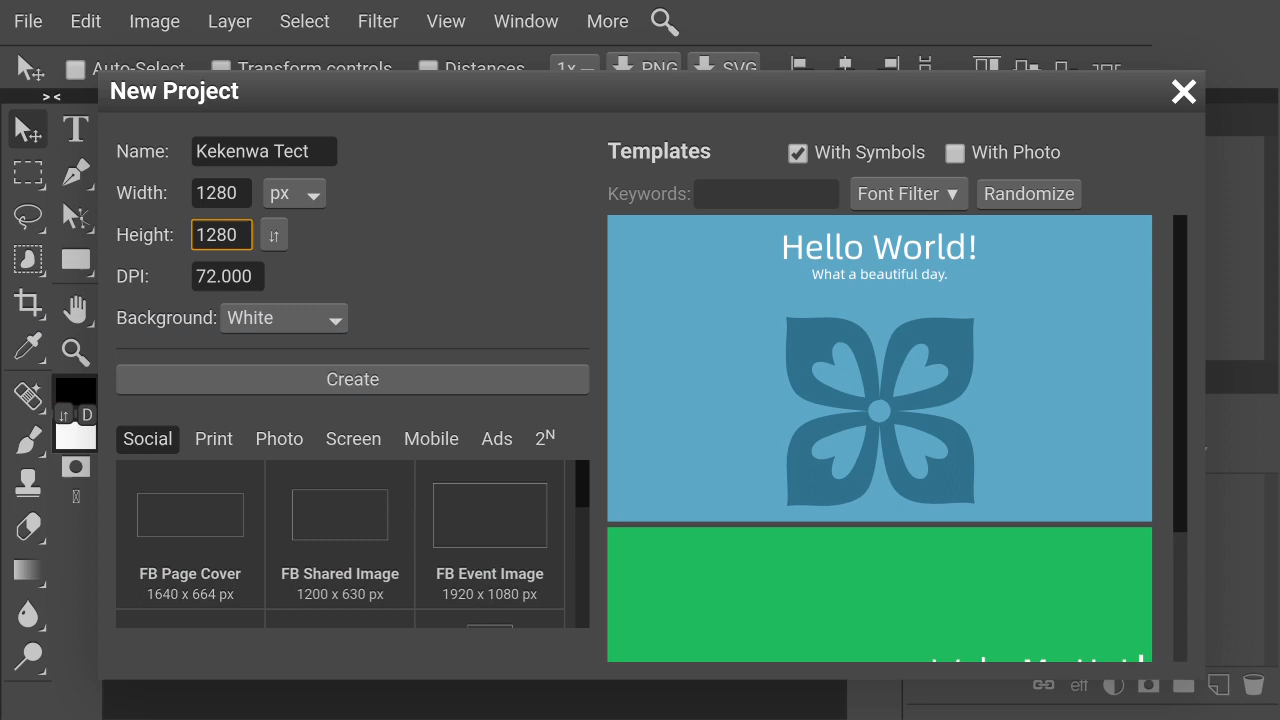 File Edit Image Layer Select Filter View Window More
Auto-Select Transform controls Distances 1x PNG SVG
> <
New Project
Name: Kekenwa Tect
Width: 1280 px
Height: 1280
DPI: 72.000
Background: White
Create
Social Print Photo Screen Mobile Ads 2ᴺ
FB Page Cover
1640 x 664 px
FB Shared Image
1200 x 630 px
FB Event Image
1920 x 1080 px
Templates With Symbols With Photo
Keywords: Font Filter ▼ Randomize
Hello World!
What a beautiful day.
T
D
eff